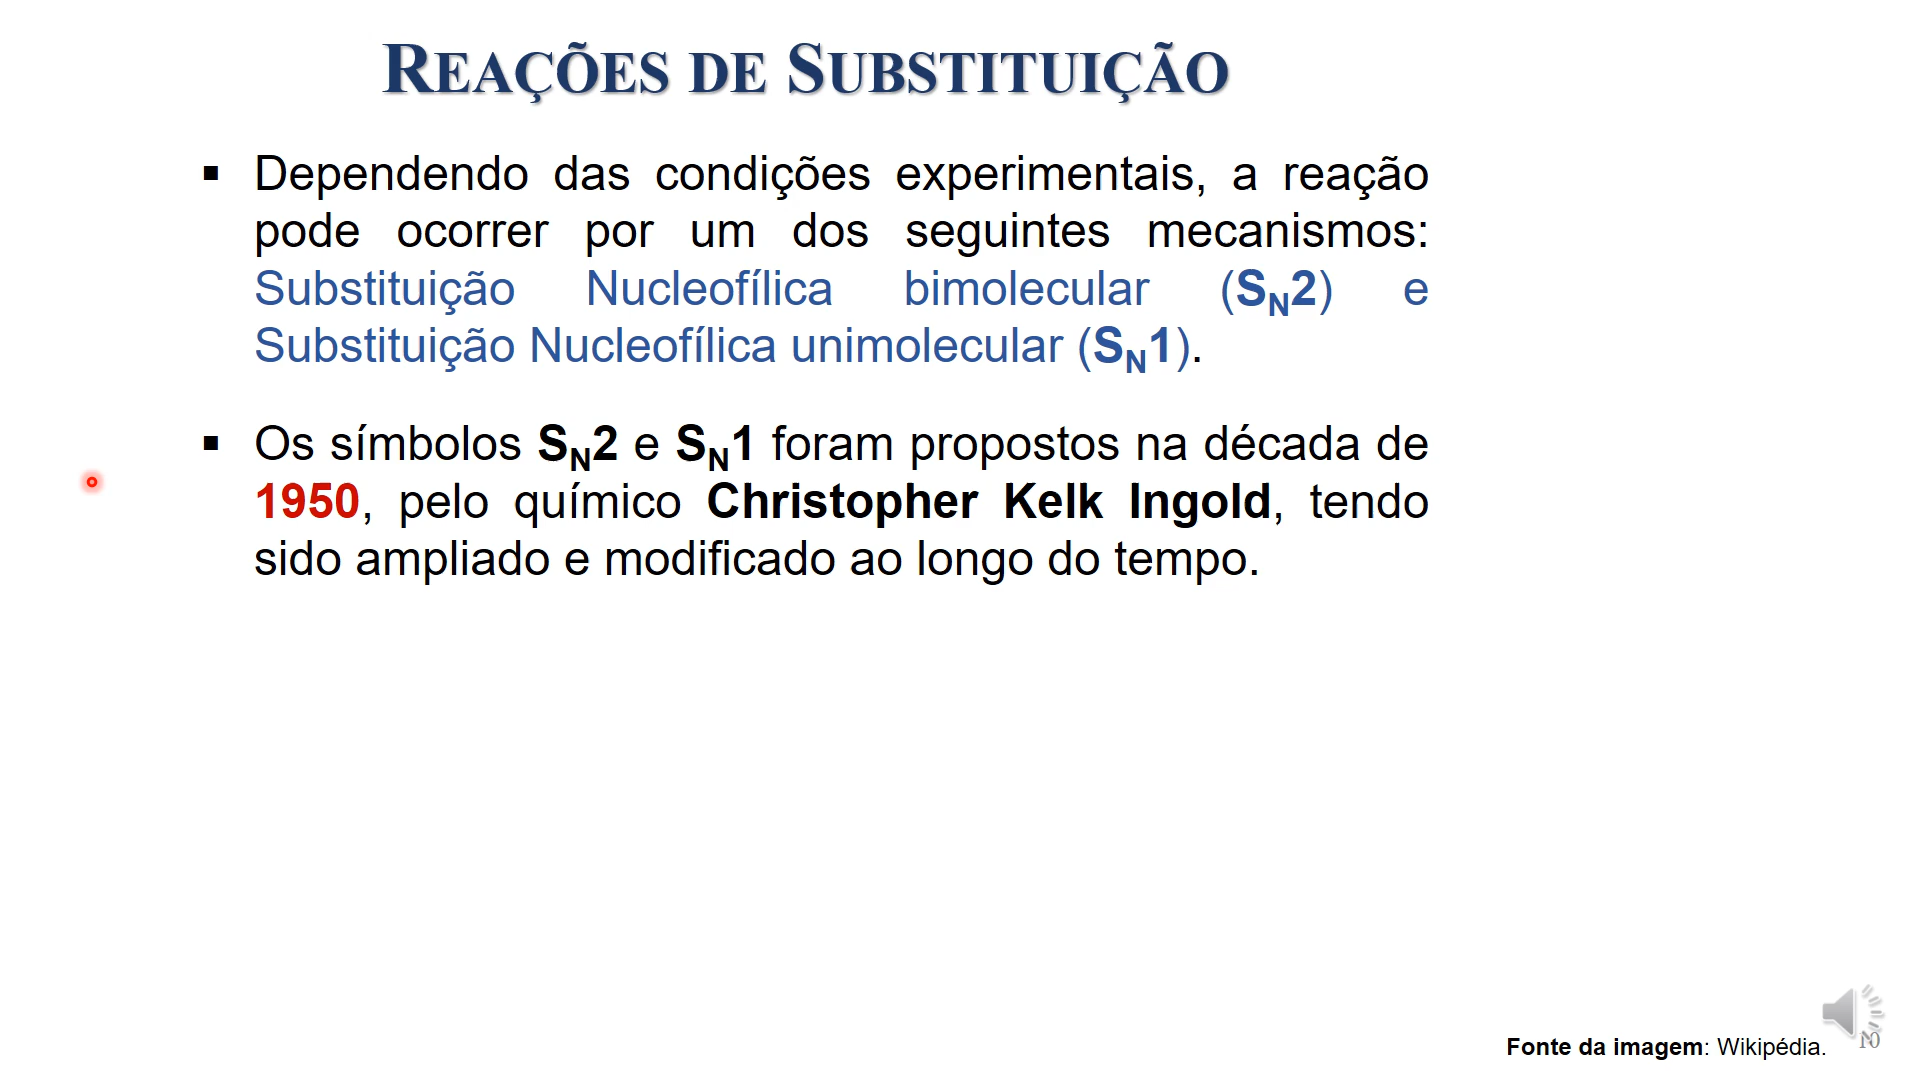 REAÇÕES DE SUBSTITUIÇÃO
▪ Dependendo das condições experimentais, a reação
pode ocorrer por um dos seguintes mecanismos:
Substituição Nucleofílica bimolecular (SN2) e
Substituição Nucleofílica unimolecular (SN1).
▪ Os símbolos SN2 e SN1 foram propostos na década de
1950, pelo químico Christopher Kelk Ingold, tendo
sido ampliado e modificado ao longo do tempo.
Fonte da imagem: Wikipédia.
10